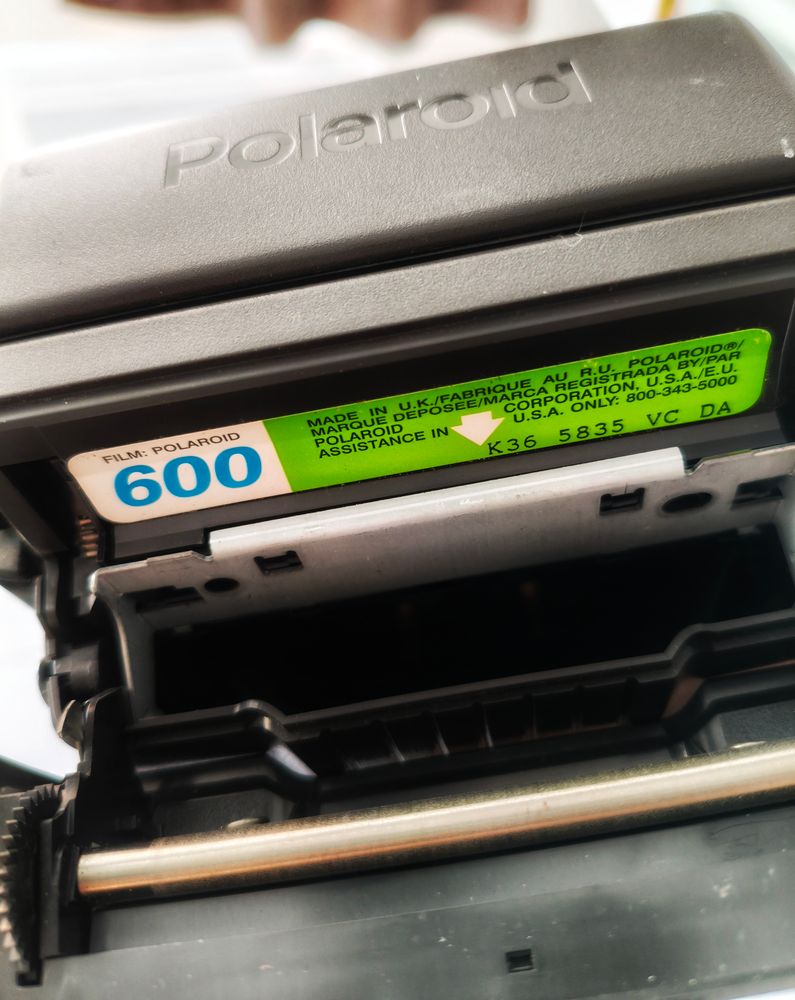 Polaroid
FILM: POLAROID
600
MADE IN U.K./FABRIQUE AU R.U. POLAROID®/
MARQUE DEPOSEE/MARCA REGISTRADA BY/PAR
POLAROID CORPORATION, U.S.A./E.U.
ASSISTANCE IN U.S.A. ONLY: 800-343-5000
K36 5835 VC DA